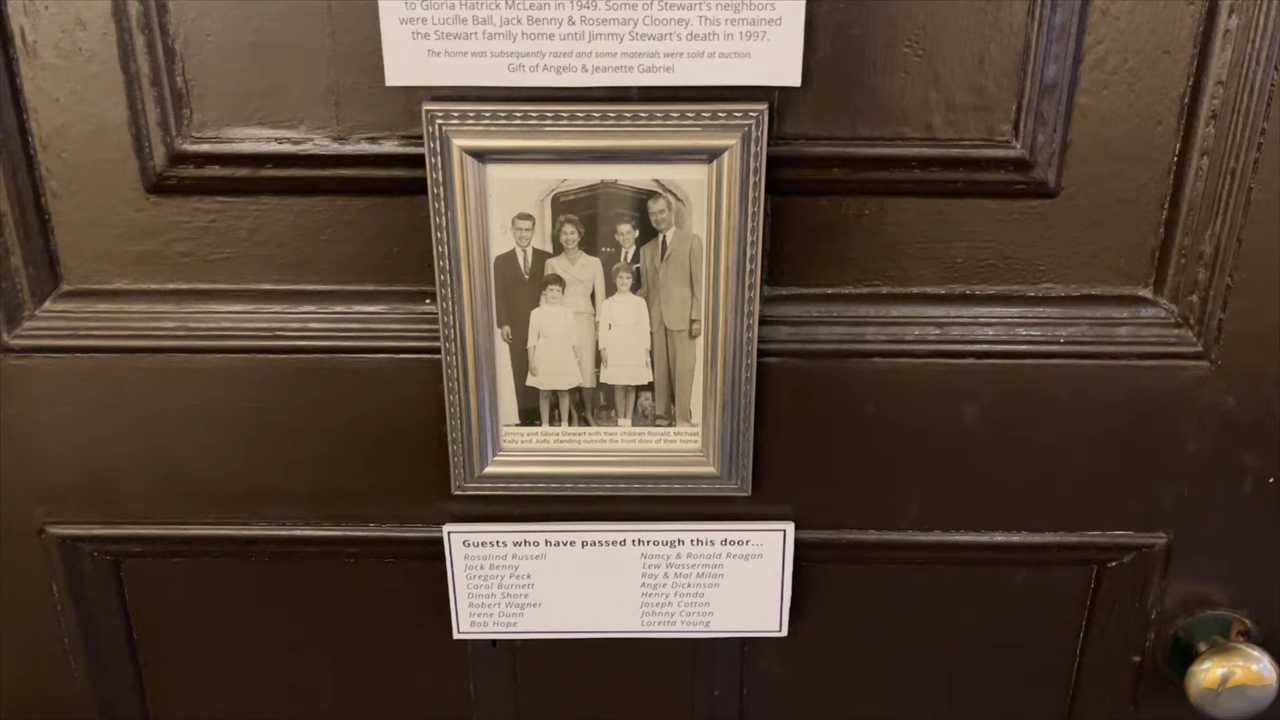 to Gloria Hatrick McLean in 1949. Some of Stewart's neighbors
were Lucille Ball, Jack Benny & Rosemary Clooney. This remained
the Stewart family home until Jimmy Stewart's death in 1997.
The home was subsequently razed and some materials were sold at auction.
Gift of Angelo & Jeanette Gabriel
Jimmy and Gloria Stewart with their children Ronald, Michael,
Kelly and Judy, standing outside the front door of their home
Guests who have passed through this door...
Rosalind Russell
Jack Benny
Gregory Peck
Carol Burnett
Dinah Shore
Robert Wagner
Irene Dunn
Bob Hope
Nancy & Ronald Reagan
Lew Wasserman
Ray & Mal Milan
Angie Dickinson
Henry Fonda
Joseph Cotton
Johnny Carson
Loretta Young